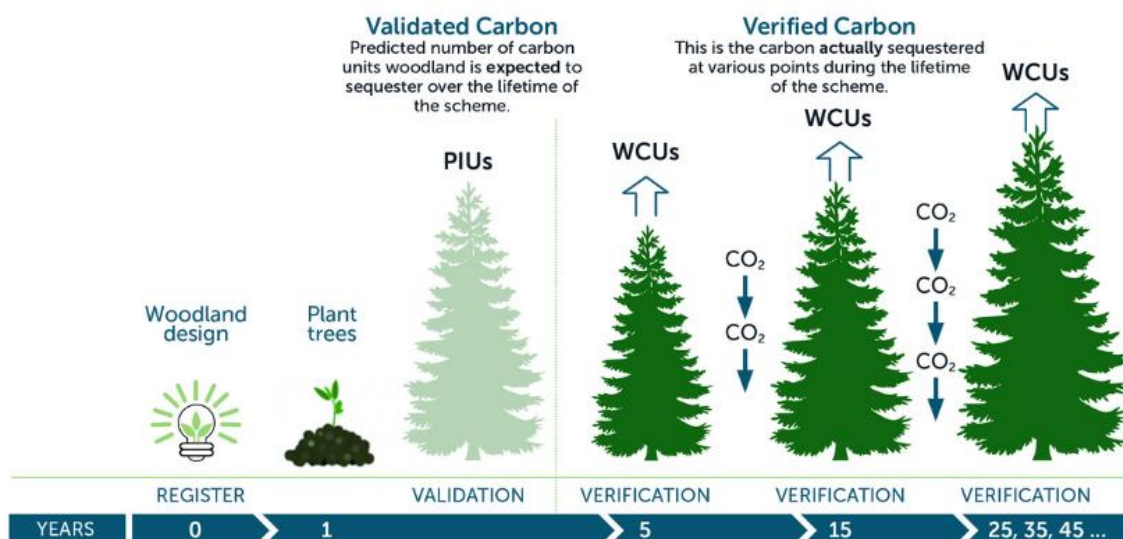 Validated Carbon
Predicted number of carbon
units woodland is expected to
sequester over the lifetime of
the scheme.
Verified Carbon
This is the carbon actually sequestered
at various points during the lifetime
of the scheme.
PIUs
WCUs
WCUs
WCUs
Woodland
design
Plant
trees
CO₂
CO₂
CO₂
CO₂
CO₂
REGISTER
VALIDATION
VERIFICATION
VERIFICATION
VERIFICATION
YEARS
0
1
5
15
25, 35, 45 ...